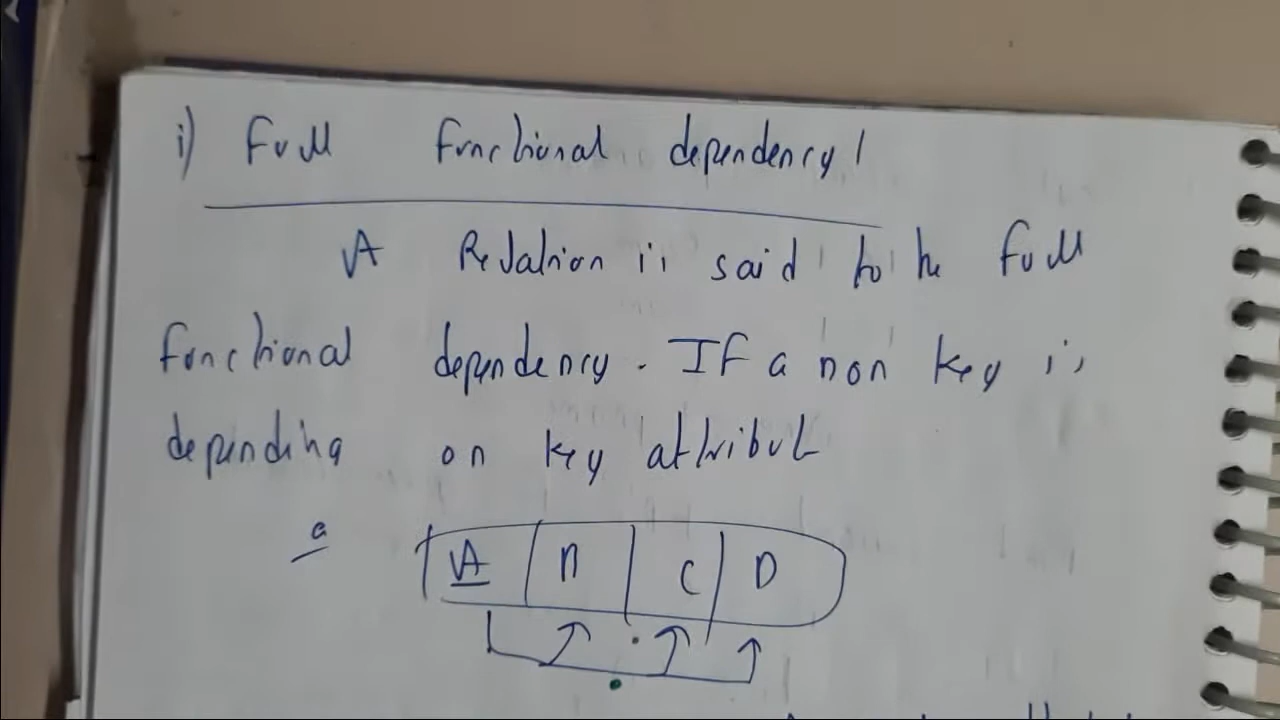 i) Full functional dependency!
A Relation is said to be full
functional dependency. If a non key is
depending on key attribute
A B C D